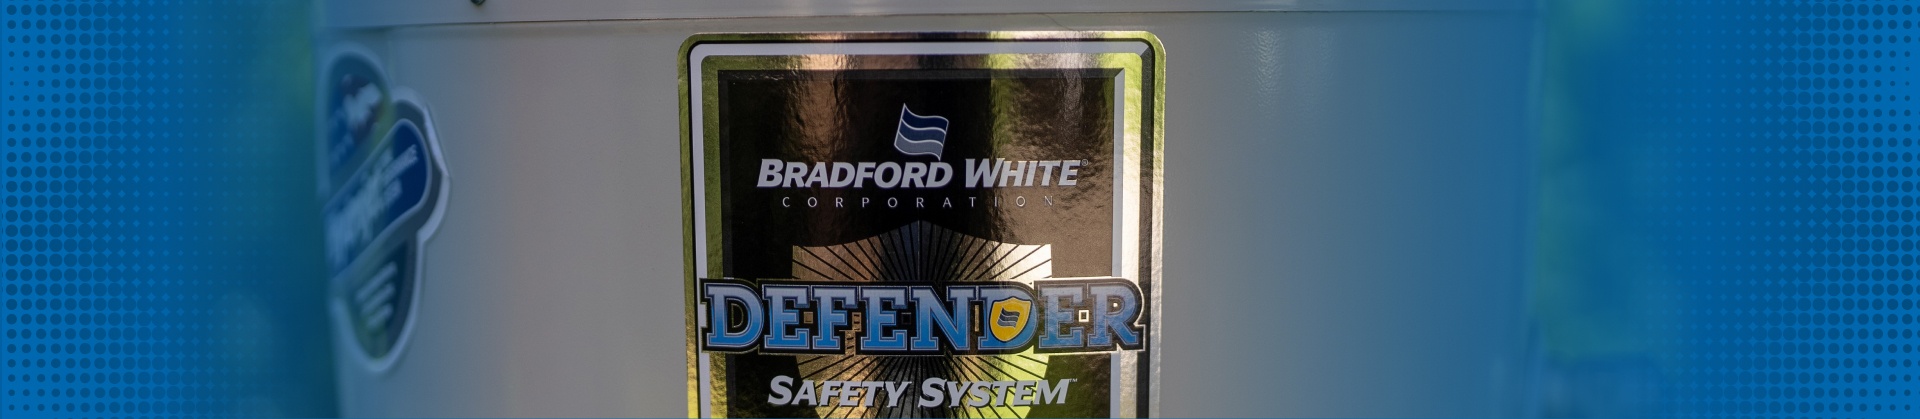 BRADFORD WHITE®
CORPORATION
DEFENDER
SAFETY SYSTEM™